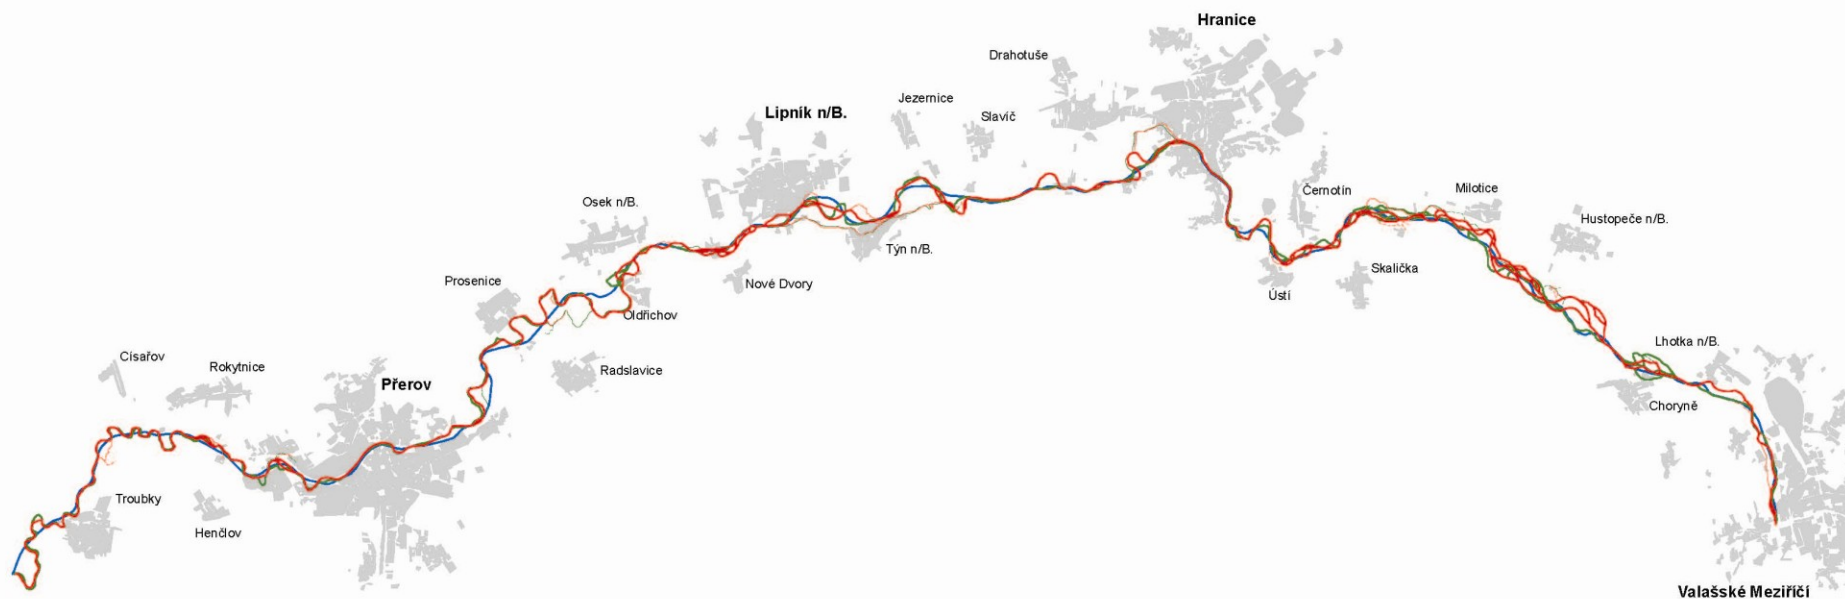 Hranice
Drahotuše
Jezernice
Lipník n/B.
Slavíč
Černotín
Milotice
Osek n/B.
Hustopeče n/B.
Týn n/B.
Skalička
Prosenice
Nové Dvory
Ústí
Oldřichov
Lhotka n/B.
Císařov
Rokytnice
Radslavice
Přerov
Choryně
Troubky
Henčlov
Valašské Meziříčí